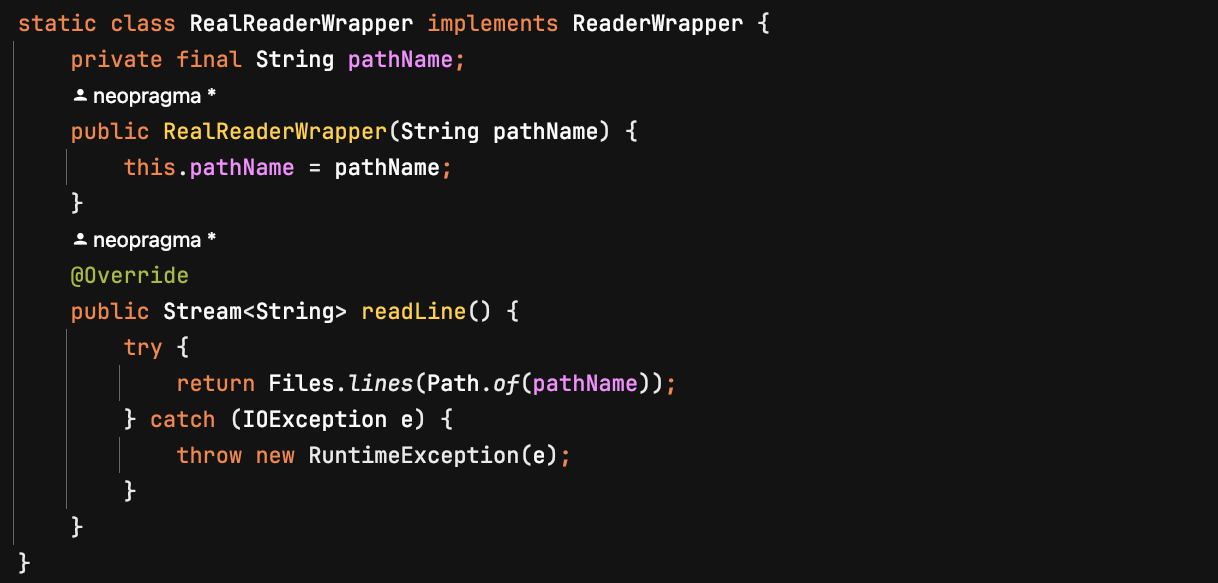 static class RealReaderWrapper implements ReaderWrapper {
    private final String pathName;
    neopragma *
    public RealReaderWrapper(String pathName) {
        this.pathName = pathName;
    }
    neopragma *
    @Override
    public Stream<String> readLine() {
        try {
            return Files.lines(Path.of(pathName));
        } catch (IOException e) {
            throw new RuntimeException(e);
        }
    }
}